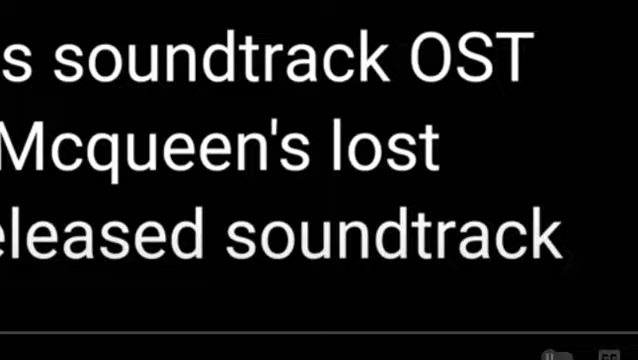 s soundtrack OST
Mcqueen's lost
eleased soundtrack